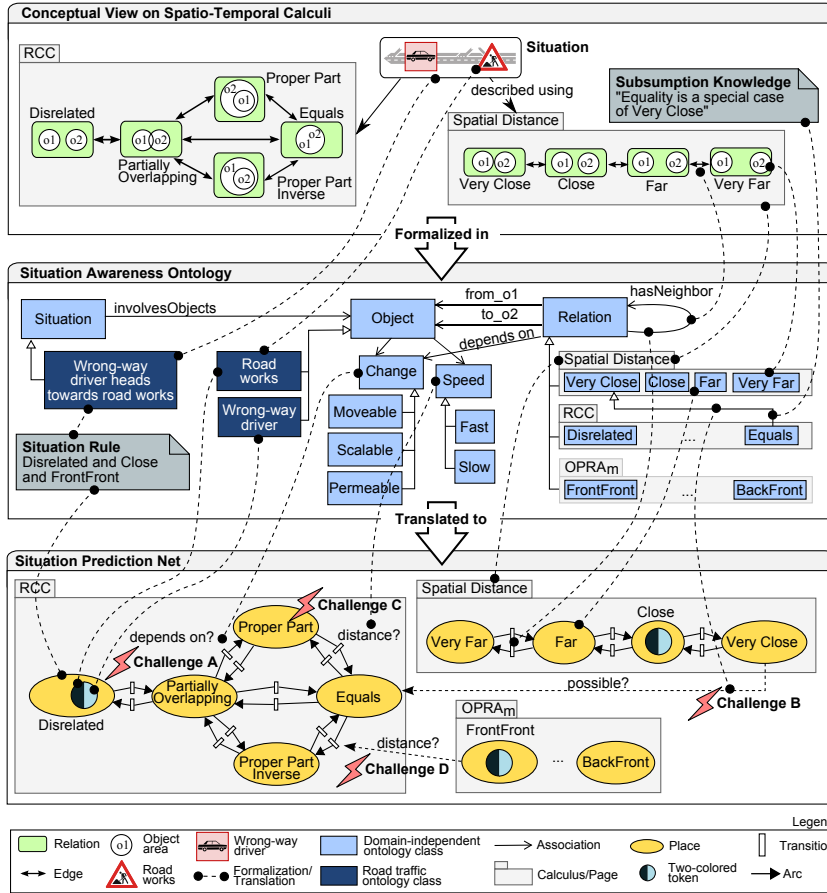 Conceptual View on Spatio-Temporal Calculi
RCC
Situation
Proper Part
o2
o1
Disrelated
Equals
o1 o2
o1 o2
o2
o1
Partially
Overlapping
o1
o2
Proper Part
Inverse
described using
Subsumption Knowledge
"Equality is a special case
of Very Close"
Spatial Distance
o1 o2
o1 o2
o1 o2
o1 o2
Very Close
Close
Far
Very Far
Formalized in
Situation Awareness Ontology
Situation
involvesObjects
Object
from_o1
to_o2
Relation
hasNeighbor
depends on
Wrong-way
driver heads
towards road works
Road
works
Change
Speed
Spatial Distance
Very Close
Close
Far
Very Far
Wrong-way
driver
Moveable
Fast
RCC
Disrelated
...
Equals
Situation Rule
Disrelated and Close
and FrontFront
Scalable
Slow
Permeable
OPRAm
FrontFront
...
BackFront
Translated to
Situation Prediction Net
RCC
Challenge C
Proper Part
depends on?
distance?
Challenge A
Disrelated
Partially
Overlapping
Equals
Proper Part
Inverse
Challenge D
Spatial Distance
Very Far
Far
Close
Very Close
possible?
Challenge B
distance?
OPRAm
FrontFront
...
BackFront
Legen
Relation
o1
Object
area
Wrong-way
driver
Domain-independent
ontology class
Association
Place
Transition
Edge
Road
works
Formalization/
Translation
Road traffic
ontology class
Calculus/Page
Two-colored
token
Arc